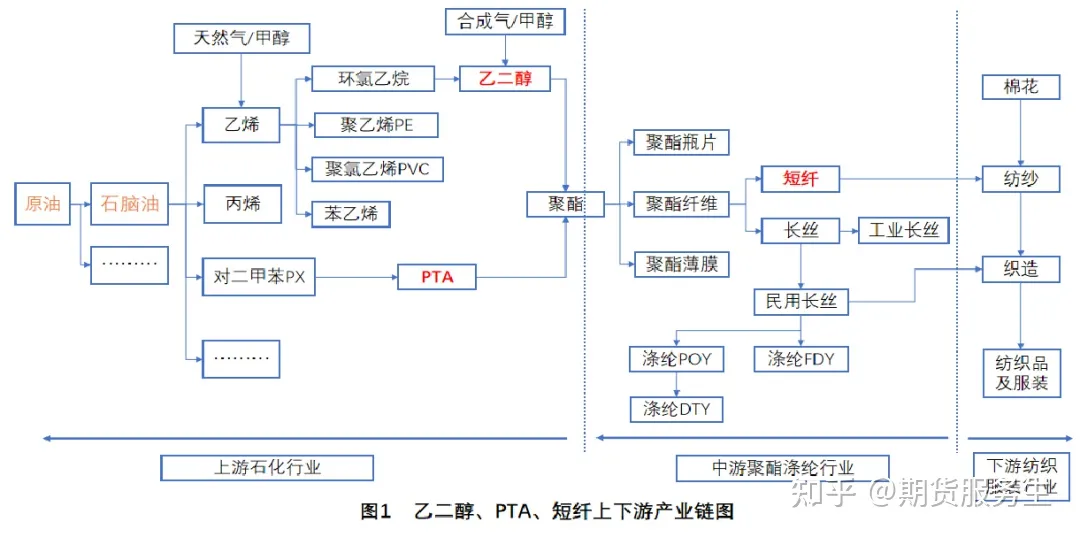 天然气/甲醇
合成气/甲醇
环氯乙烷
乙二醇
棉花
乙烯
聚乙烯PE
聚酯瓶片
聚氯乙烯PVC
短纤
纺纱
原油
石脑油
丙烯
苯乙烯
聚酯
聚酯纤维
长丝
工业长丝
………
对二甲苯PX
PTA
聚酯薄膜
织造
民用长丝
………
涤纶POY
涤纶FDY
纺织品
及服装
涤纶DTY
上游石化行业
中游聚酯涤纶行业
下游纺织
服装行业
知乎 @期货服务生
图1 乙二醇、PTA、短纤上下游产业链图